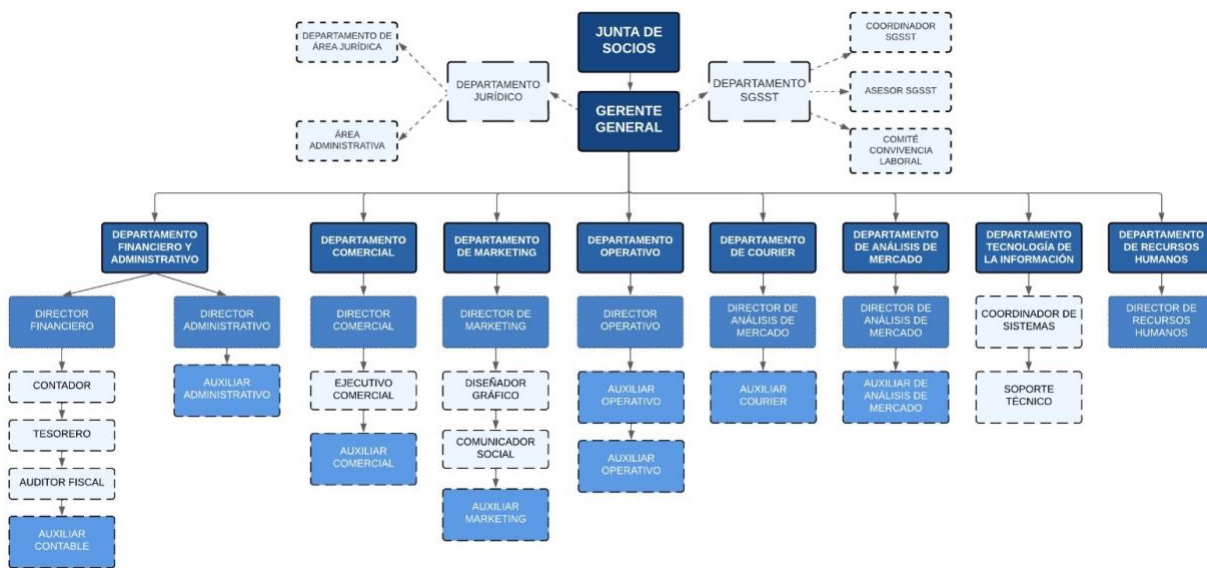 JUNTA DE
SOCIOS
GERENTE
GENERAL
DEPARTAMENTO
JURÍDICO
DEPARTAMENTO DE
ÁREA JURÍDICA
ÁREA
ADMINISTRATIVA
DEPARTAMENTO
SGSST
COORDINADOR
SGSST
ASESOR SGSST
COMITÉ
CONVIVENCIA
LABORAL
DEPARTAMENTO
FINANCIERO Y
ADMINISTRATIVO
DIRECTOR
FINANCIERO
CONTADOR
TESORERO
AUDITOR FISCAL
AUXILIAR
CONTABLE
DIRECTOR
ADMINISTRATIVO
AUXILIAR
ADMINISTRATIVO
DEPARTAMENTO
COMERCIAL
DIRECTOR
COMERCIAL
EJECUTIVO
COMERCIAL
AUXILIAR
COMERCIAL
DEPARTAMENTO
DE MARKETING
DIRECTOR DE
MARKETING
DISEÑADOR
GRÁFICO
COMUNICADOR
SOCIAL
AUXILIAR
MARKETING
DEPARTAMENTO
OPERATIVO
DIRECTOR
OPERATIVO
AUXILIAR
OPERATIVO
AUXILIAR
OPERATIVO
DEPARTAMENTO
DE COURIER
DIRECTOR DE
ANÁLISIS DE
MERCADO
AUXILIAR
COURIER
DEPARTAMENTO
DE ANÁLISIS DE
MERCADO
DIRECTOR DE
ANÁLISIS DE
MERCADO
AUXILIAR DE
ANÁLISIS DE
MERCADO
DEPARTAMENTO
TECNOLOGÍA DE
LA INFORMACIÓN
COORDINADOR DE
SISTEMAS
SOPORTE
TÉCNICO
DEPARTAMENTO
DE RECURSOS
HUMANOS
DIRECTOR DE
RECURSOS
HUMANOS